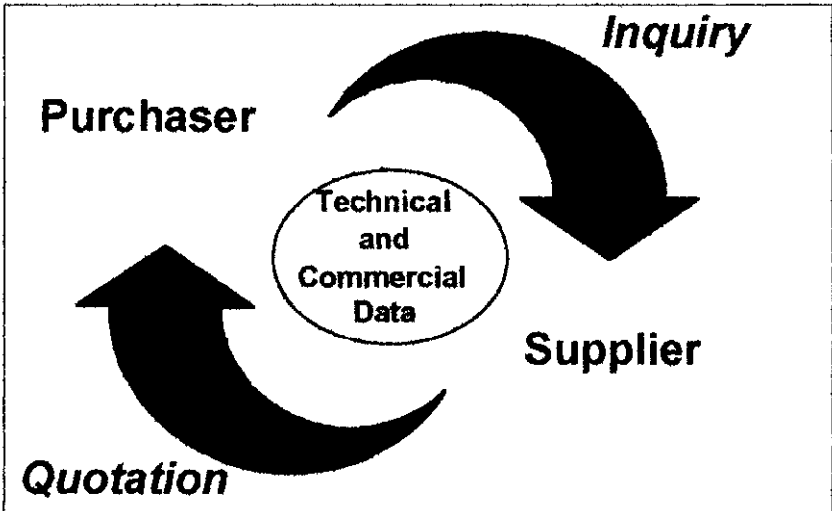 Inquiry
Purchaser
Technical
and
Commercial
Data
Supplier
Quotation